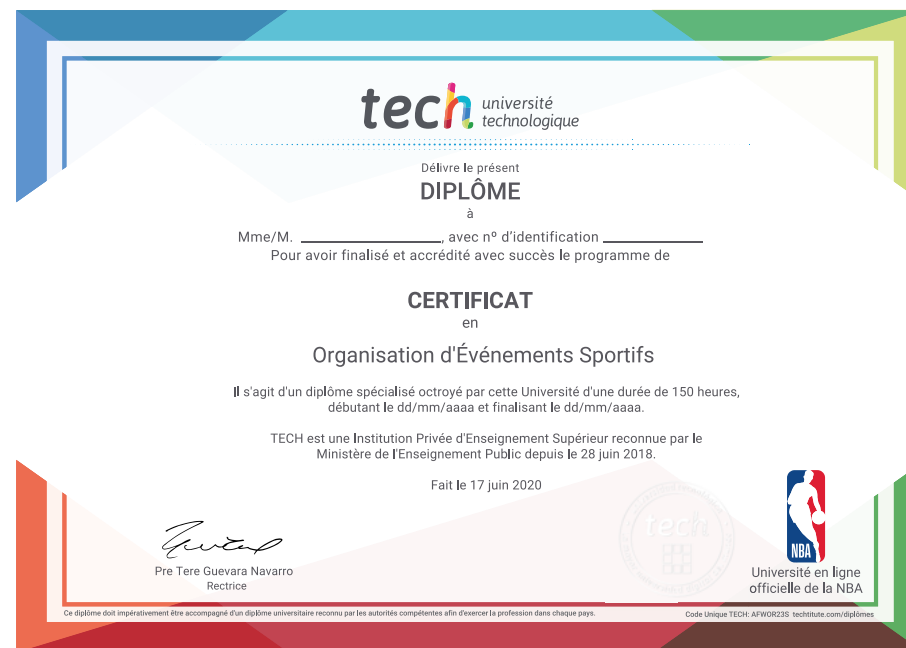 tech université
technologique
Délivre le présent
DIPLÔME
à
Mme/M. ____________________, avec nº d'identification ______________
Pour avoir finalisé et accrédité avec succès le programme de
CERTIFICAT
en
Organisation d'Événements Sportifs
Il s'agit d'un diplôme spécialisé octroyé par cette Université d'une durée de 150 heures,
débutant le dd/mm/aaaa et finalisant le dd/mm/aaaa.
TECH est une Institution Privée d'Enseignement Supérieur reconnue par le
Ministère de l'Enseignement Public depuis le 28 juin 2018.
Fait le 17 juin 2020
tech
NBA
Pre Tere Guevara Navarro
Rectrice
Université en ligne
officielle de la NBA
Ce diplôme doit impérativement être accompagné d'un diplôme universitaire reconnu par les autorités compétentes afin d'exercer la profession dans chaque pays.
Code Unique TECH: AFWOR23S techtitute.com/diplômes